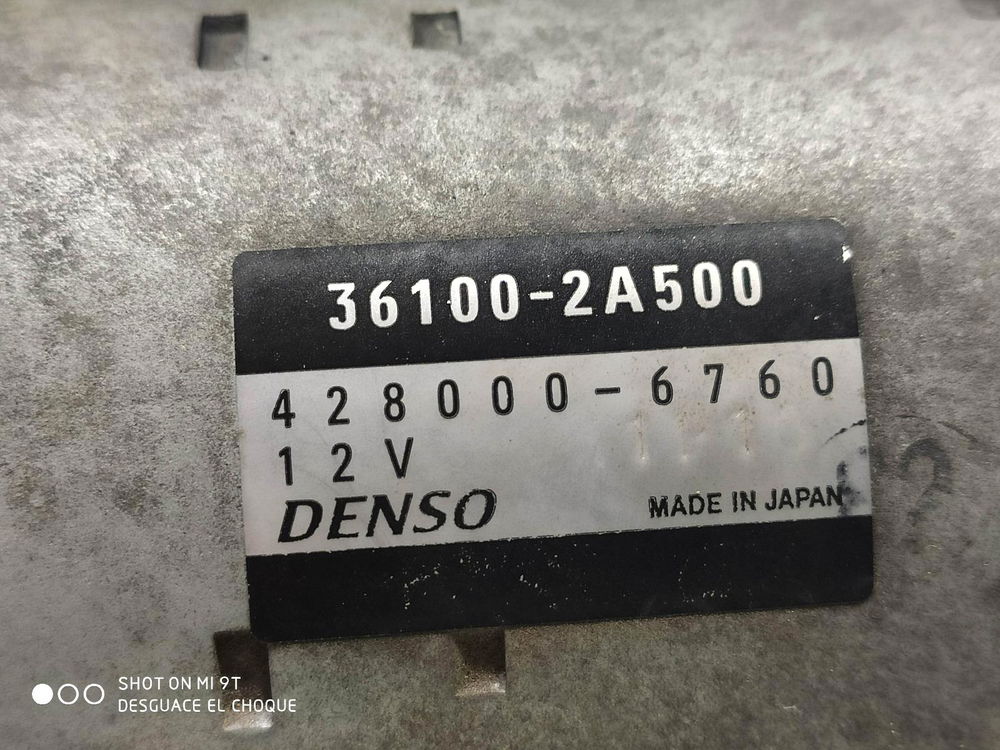 36100-2A500
428000-6760
12V
DENSO
MADE IN JAPAN
SHOT ON MI 9T
DESGUACE EL CHOQUE